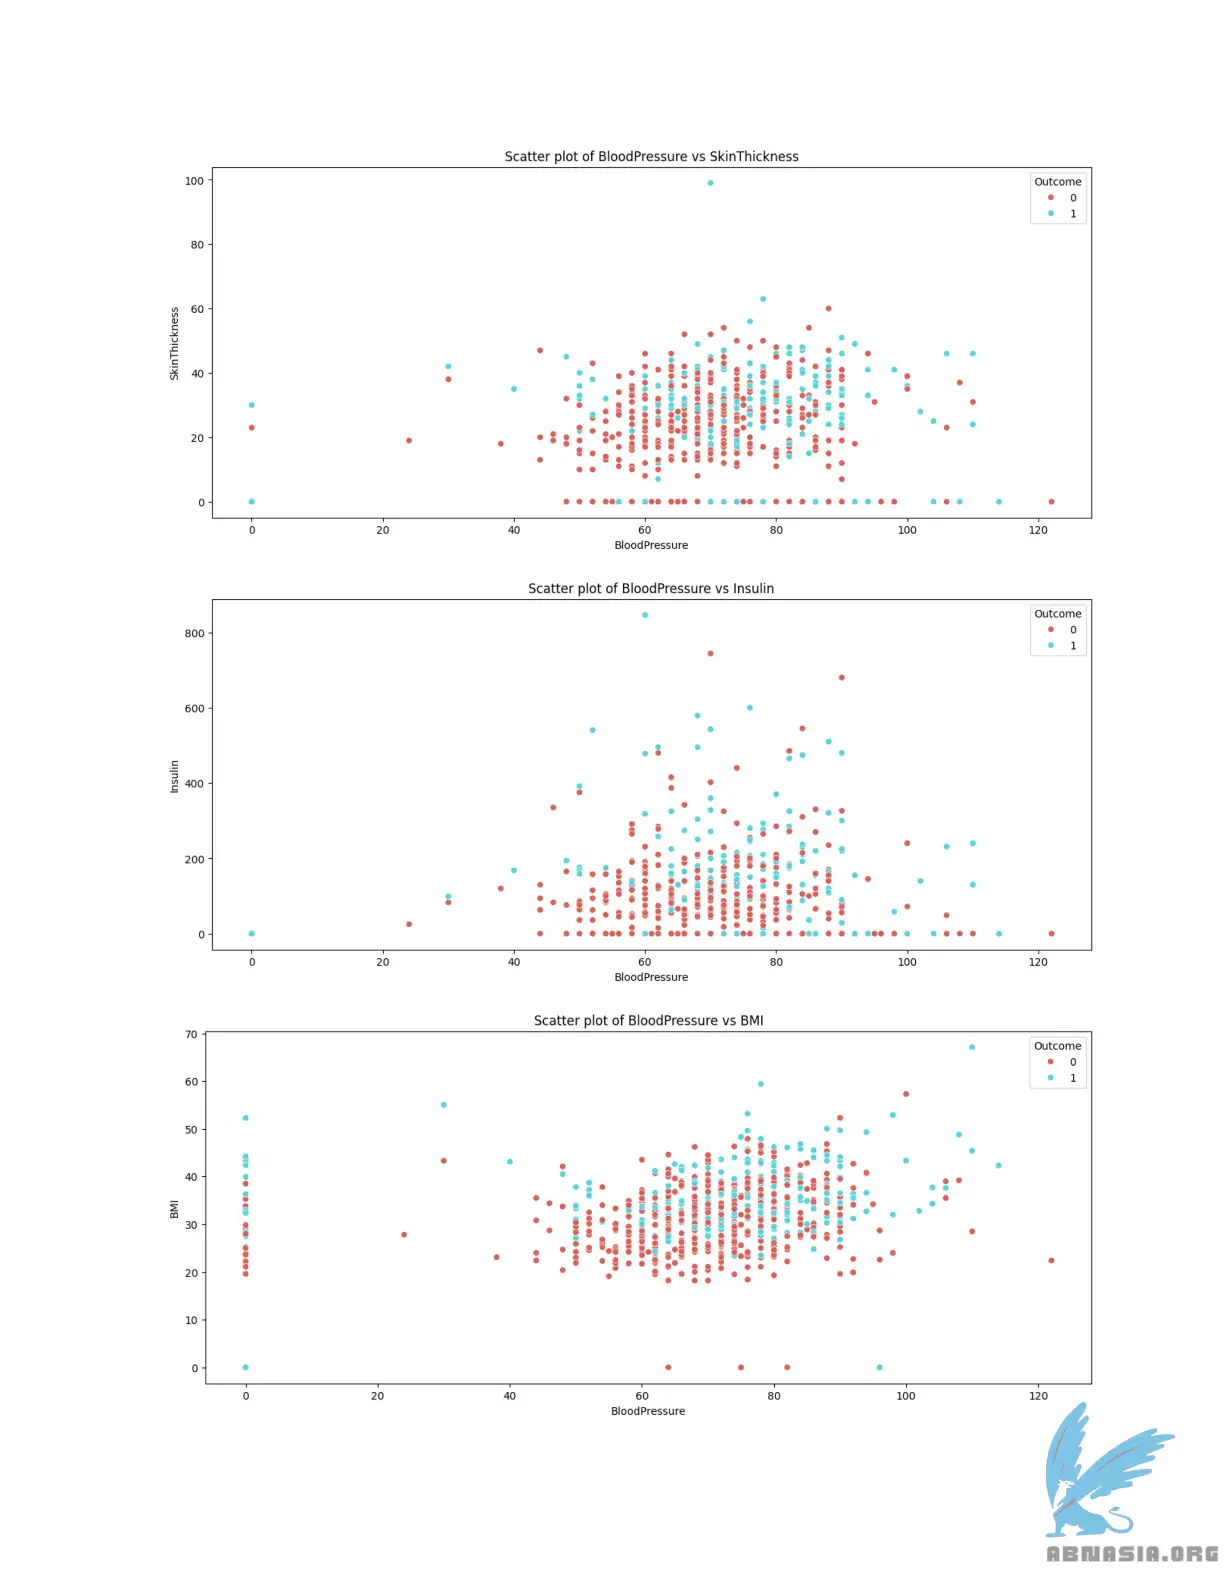 Scatter plot of BloodPressure vs SkinThickness
Outcome
0
1
100
80
60
40
20
0
SkinThickness
0 20 40 60 80 100 120
BloodPressure
Scatter plot of BloodPressure vs Insulin
Outcome
0
1
800
600
400
200
0
Insulin
0 20 40 60 80 100 120
BloodPressure
Scatter plot of BloodPressure vs BMI
Outcome
0
1
70
60
50
40
30
20
10
0
BMI
0 20 40 60 80 100 120
BloodPressure
ABNASIA.ORG